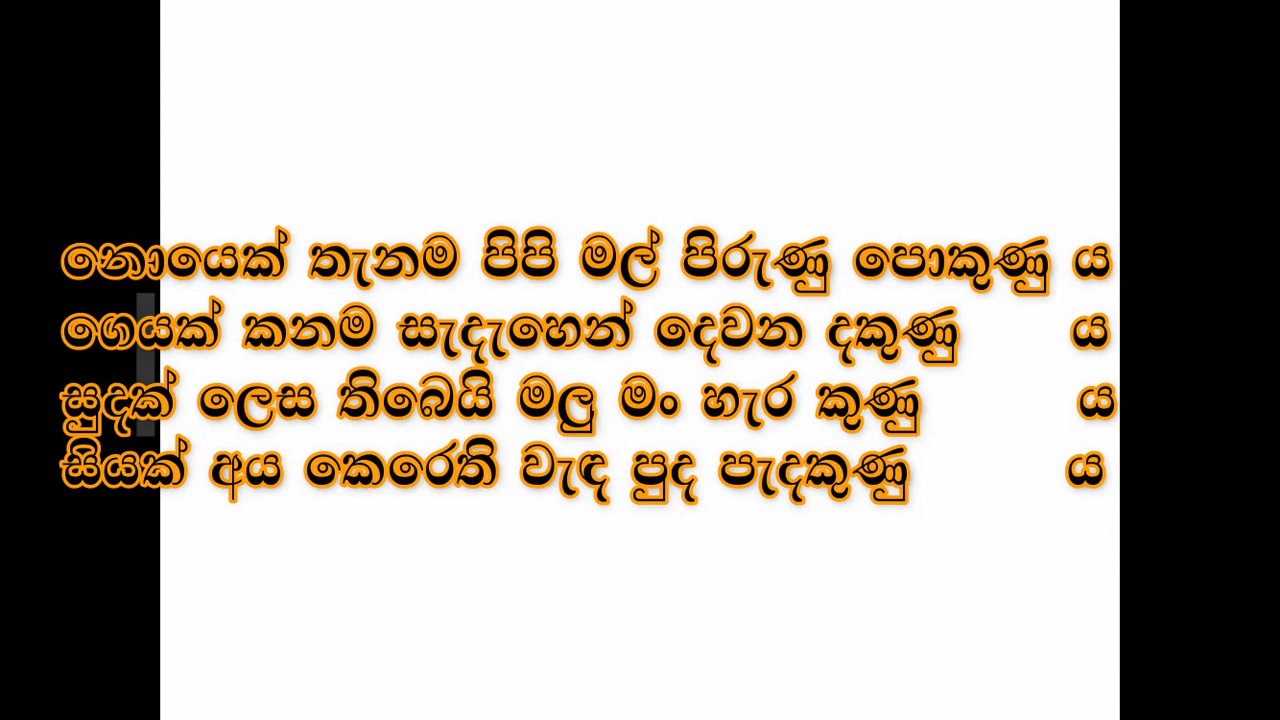 නොයෙක් තැනම පිපි මල් පිරුණු පොකුණු ය
ගෙයක් කනම සැදැහෙන් දෙවන දකුණු ය
සුදක් ලෙස තිබෙයි මලු මං හැර කුණු ය
සියක් අය කෙරෙති වැඳ පුද පැදකුණු ය